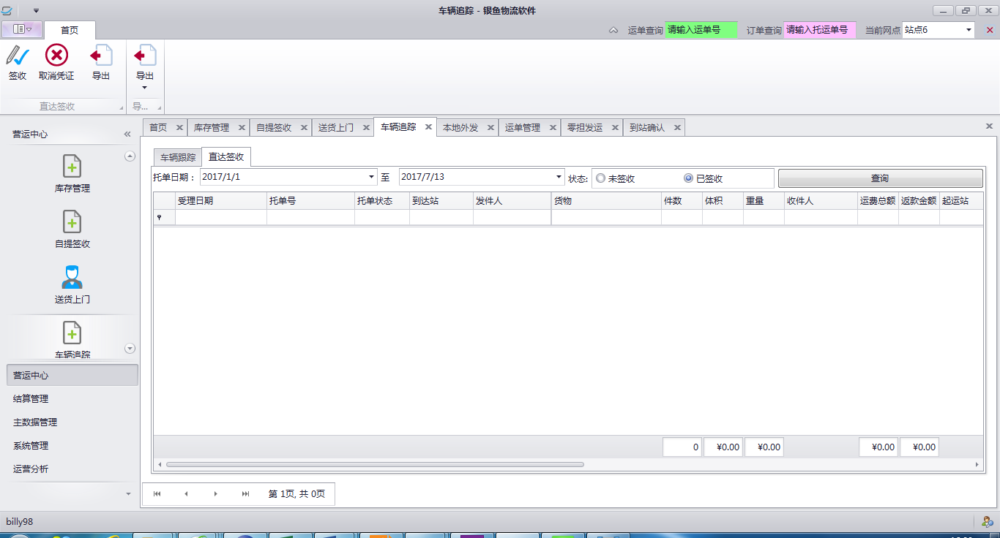 车辆追踪 - 银鱼物流软件
首页
运单查询 请输入运单号 订单查询 请输入托运单号 当前网点 站点6
签收 取消凭证 导出 导出
直达签收 导...
营运中心
首页 库存管理 自提签收 送货上门 车辆追踪 本地外发 运单管理 零担发运 到站确认
车辆跟踪 直达签收
托单日期： 2017/1/1 至 2017/7/13 状态: 未签收 已签收 查询
受理日期 托单号 托单状态 到达站 发件人 货物 件数 体积 重量 收件人 运费总额 返款金额 起运站
库存管理
自提签收
送货上门
车辆追踪
营运中心
结算管理
主数据管理
系统管理
运营分析
0 ¥0.00 ¥0.00 ¥0.00 ¥0.00
第 1页, 共 0页
billy98